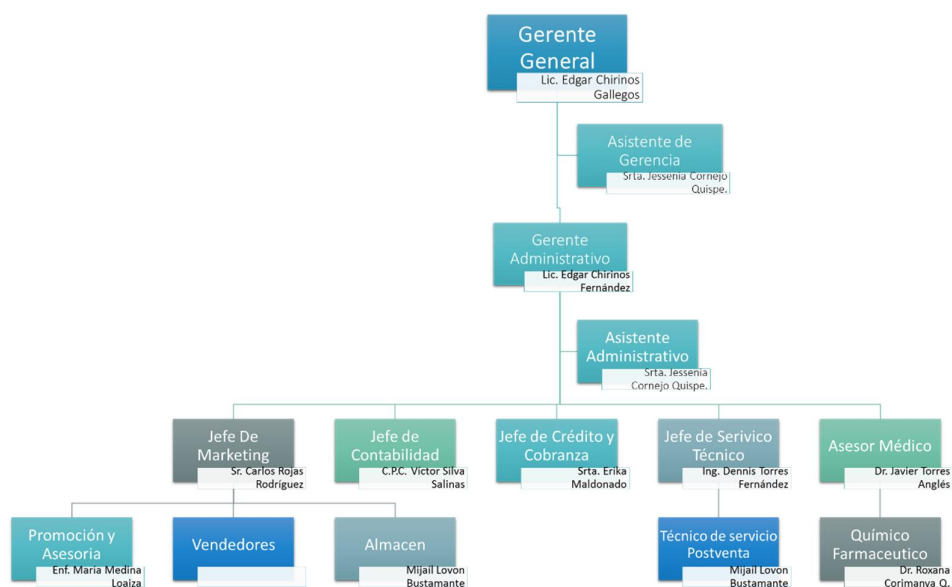 Gerente
General
Lic. Edgar Chirinos
Gallegos
Asistente de
Gerencia
Srta. Jessenia Cornejo
Quispe.
Gerente
Administrativo
Lic. Edgar Chirinos
Fernández
Asistente
Administrativo
Srta. Jessenia
Cornejo Quispe.
Jefe De
Marketing
Sr. Carlos Rojas
Rodríguez
Jefe de
Contabilidad
C.P.C. Víctor Silva
Salinas
Jefe de Crédito y
Cobranza
Srta. Erika
Maldonado
Jefe de Serivico
Técnico
Ing. Dennis Torres
Fernández
Asesor Médico
Dr. Javier Torres
Anglés
Promoción y
Asesoria
Enf. María Medina
Loaiza
Vendedores
Almacen
Mijail Lovon
Bustamante
Técnico de servicio
Postventa
Mijail Lovon
Bustamante
Químico
Farmaceutico
Dr. Roxana
Corimanya Q.